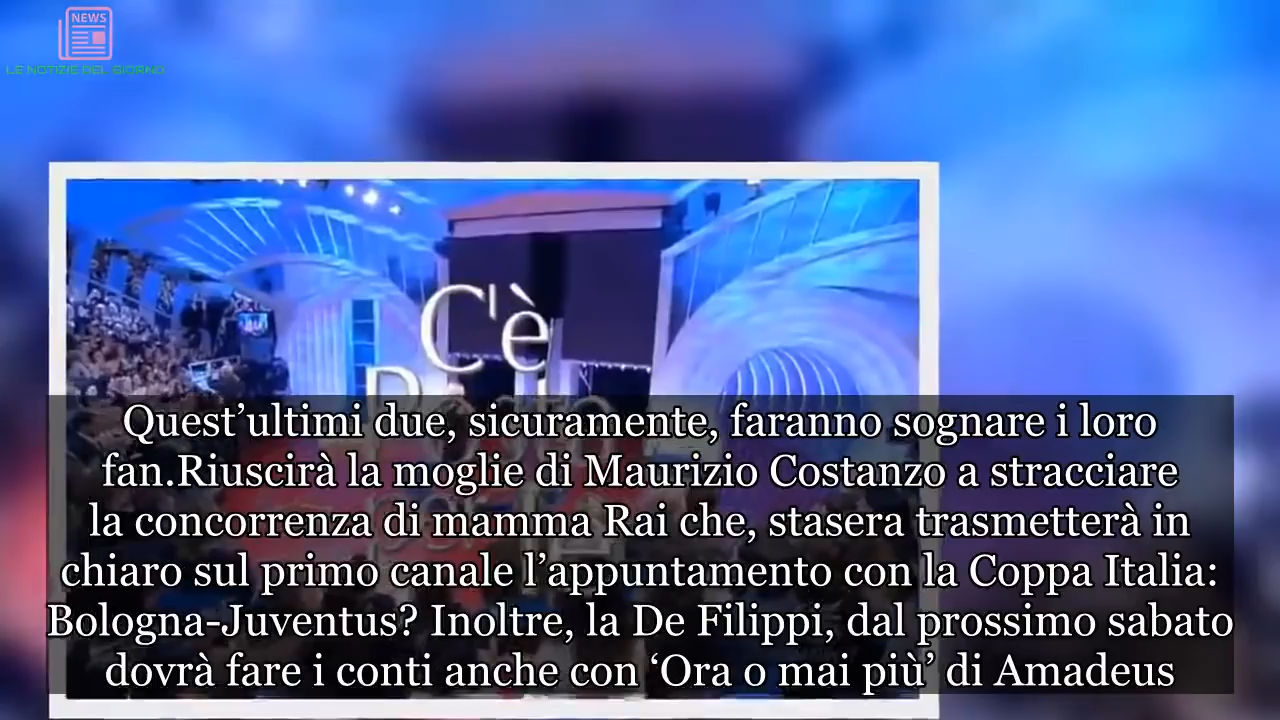 NEWS
LE NOTIZIE DEL GIORNO
C'è
Quest’ultimi due, sicuramente, faranno sognare i loro
fan.Riuscirà la moglie di Maurizio Costanzo a stracciare
la concorrenza di mamma Rai che, stasera trasmetterà in
chiaro sul primo canale l’appuntamento con la Coppa Italia:
Bologna-Juventus? Inoltre, la De Filippi, dal prossimo sabato
dovrà fare i conti anche con ‘Ora o mai più’ di Amadeus